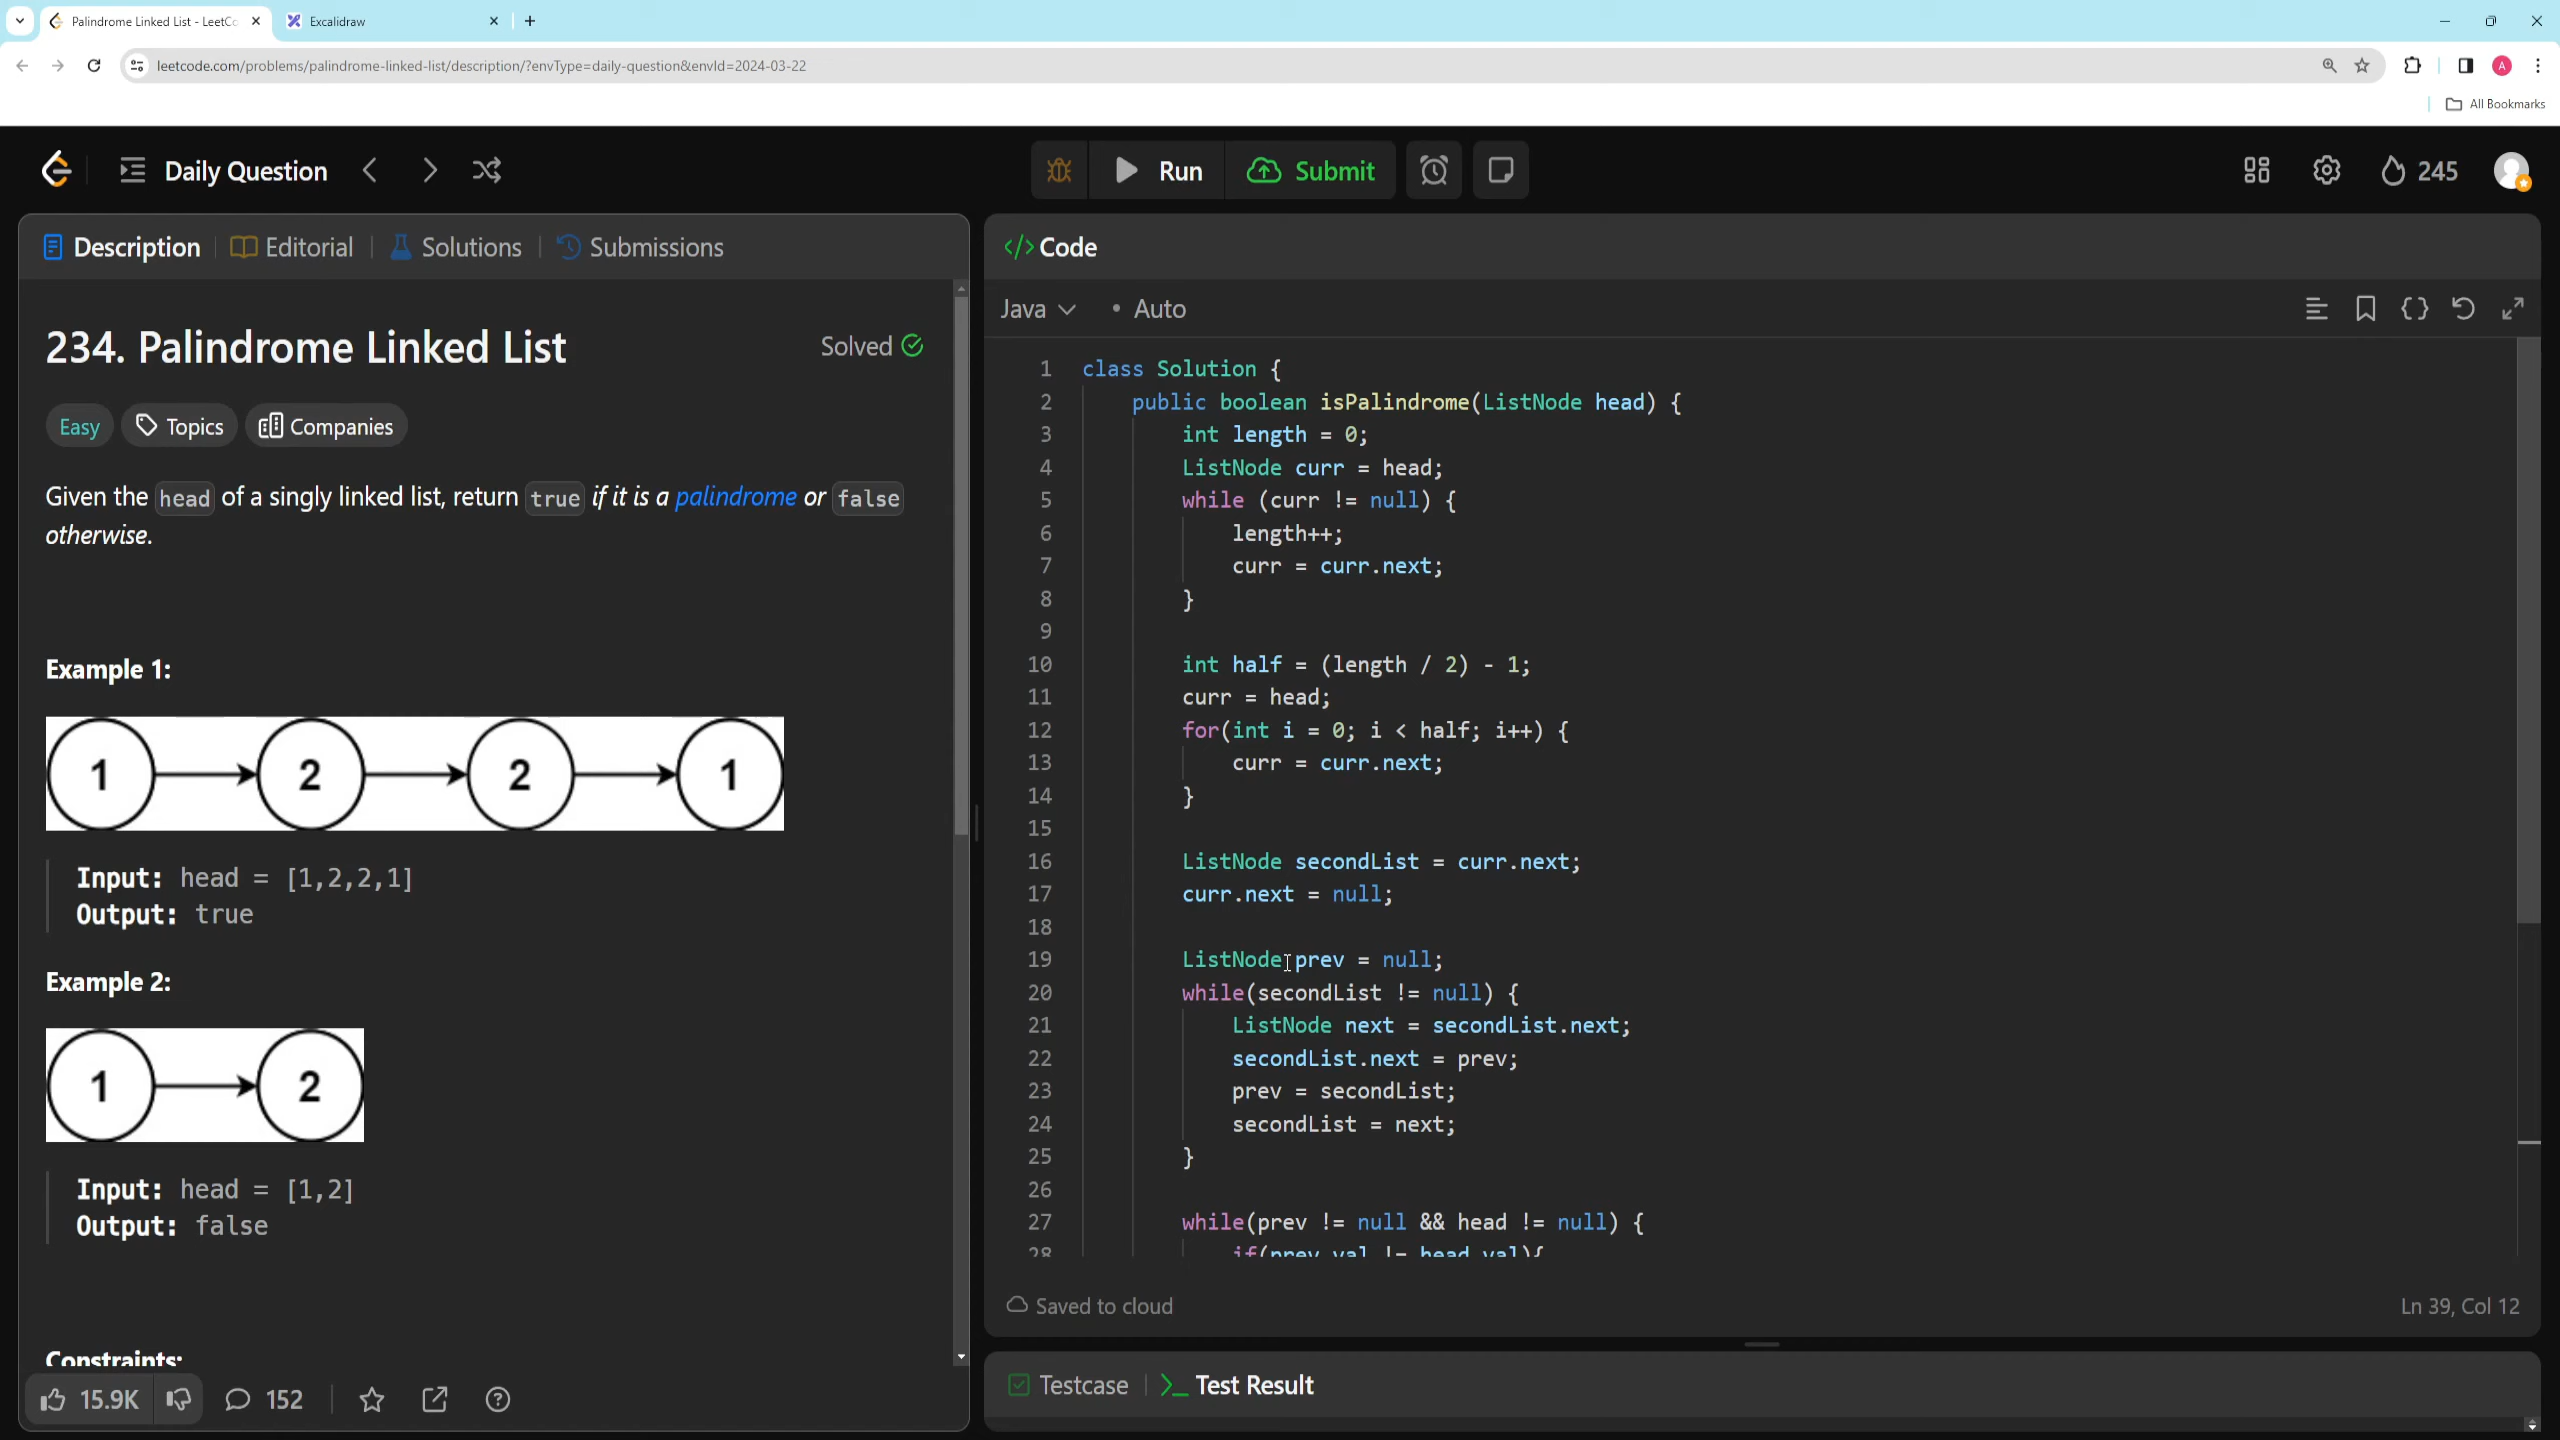 Palindrome Linked List - LeetCo
Excalidraw
leetcode.com/problems/palindrome-linked-list/description/?envType=daily-question&envId=2024-03-22
A
All Bookmarks
Daily Question
Run
Submit
245
Description
Editorial
Solutions
Submissions
234. Palindrome Linked List
Solved
Easy
Topics
Companies
Given the head of a singly linked list, return true if it is a palindrome or false
otherwise.
Example 1:
1 2 2 1
Input: head = [1,2,2,1]
Output: true
Example 2:
1 2
Input: head = [1,2]
Output: false
Constraints:
15.9K
152
</> Code
Java
• Auto
1 class Solution {
2 public boolean isPalindrome(ListNode head) {
3 int length = 0;
4 ListNode curr = head;
5 while (curr != null) {
6 length++;
7 curr = curr.next;
8 }
9
10 int half = (length / 2) - 1;
11 curr = head;
12 for(int i = 0; i < half; i++) {
13 curr = curr.next;
14 }
15
16 ListNode secondList = curr.next;
17 curr.next = null;
18
19 ListNode prev = null;
20 while(secondList != null) {
21 ListNode next = secondList.next;
22 secondList.next = prev;
23 prev = secondList;
24 secondList = next;
25 }
26
27 while(prev != null && head != null) {
28 if(prev.val != head.val){
Saved to cloud
Ln 39, Col 12
Testcase
Test Result